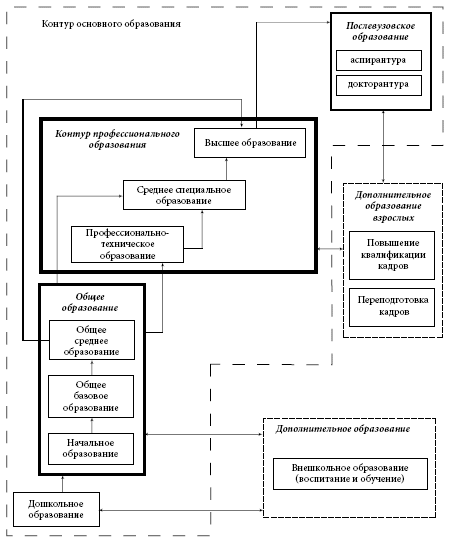 Контур основного образования
Послевузовское
образование
аспирантура
докторантура
Контур профессионального
образования
Высшее образование
Среднее специальное
образование
Профессионально-
техническое
образование
Дополнительное
образование
взрослых
Повышение
квалификации
кадров
Переподготовка
кадров
Общее
образование
Общее
среднее
образование
Общее
базовое
образование
Начальное
образование
Дополнительное образование
Внешкольное образование
(воспитание и обучение)
Дошкольное
образование